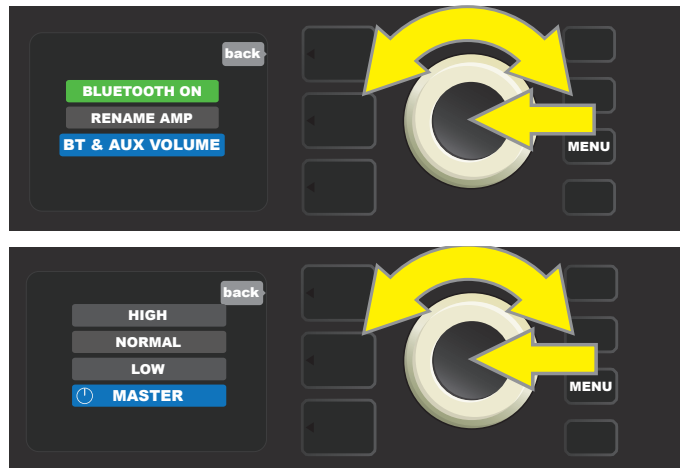 back
BLUETOOTH ON
RENAME AMP
BT & AUX VOLUME
MENU
back
HIGH
NORMAL
LOW
MASTER
MENU